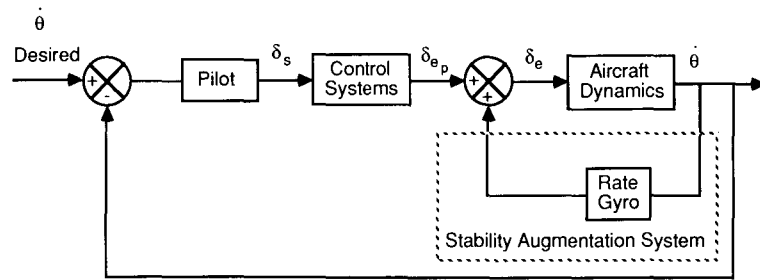 θ̇
Desired
+
-
Pilot
δs
Control
Systems
δep
+
+
δe
Aircraft
Dynamics
θ̇
Rate
Gyro
Stability Augmentation System